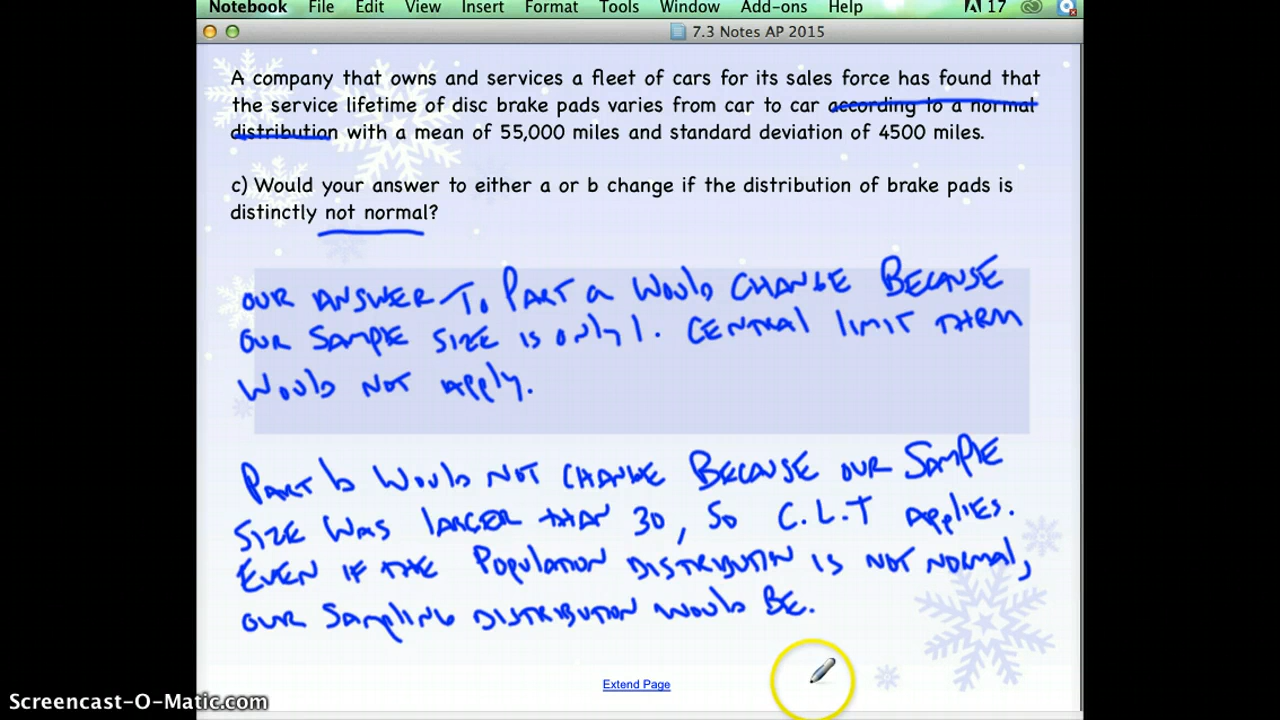 Notebook File Edit View Insert Format Tools Window Add-ons Help 17
7.3 Notes AP 2015
A company that owns and services a fleet of cars for its sales force has found that
the service lifetime of disc brake pads varies from car to car according to a normal
distribution with a mean of 55,000 miles and standard deviation of 4500 miles.
c) Would your answer to either a or b change if the distribution of brake pads is
distinctly not normal?
OUR ANSWER TO PART a WOULD CHANGE BECAUSE
OUR SAMPLE SIZE IS ONLY 1. CENTRAL LIMIT THRM
WOULD NOT APPLY.
PART b WOULD NOT CHANGE BECAUSE OUR SAMPLE
SIZE WAS LARGER THAN 30, SO C.L.T APPLIES.
EVEN IF THE POPULATION DISTRIBUTION IS NOT NORMAL,
OUR SAMPLING DISTRIBUTION WOULD BE.
Extend Page
Screencast-O-Matic.com